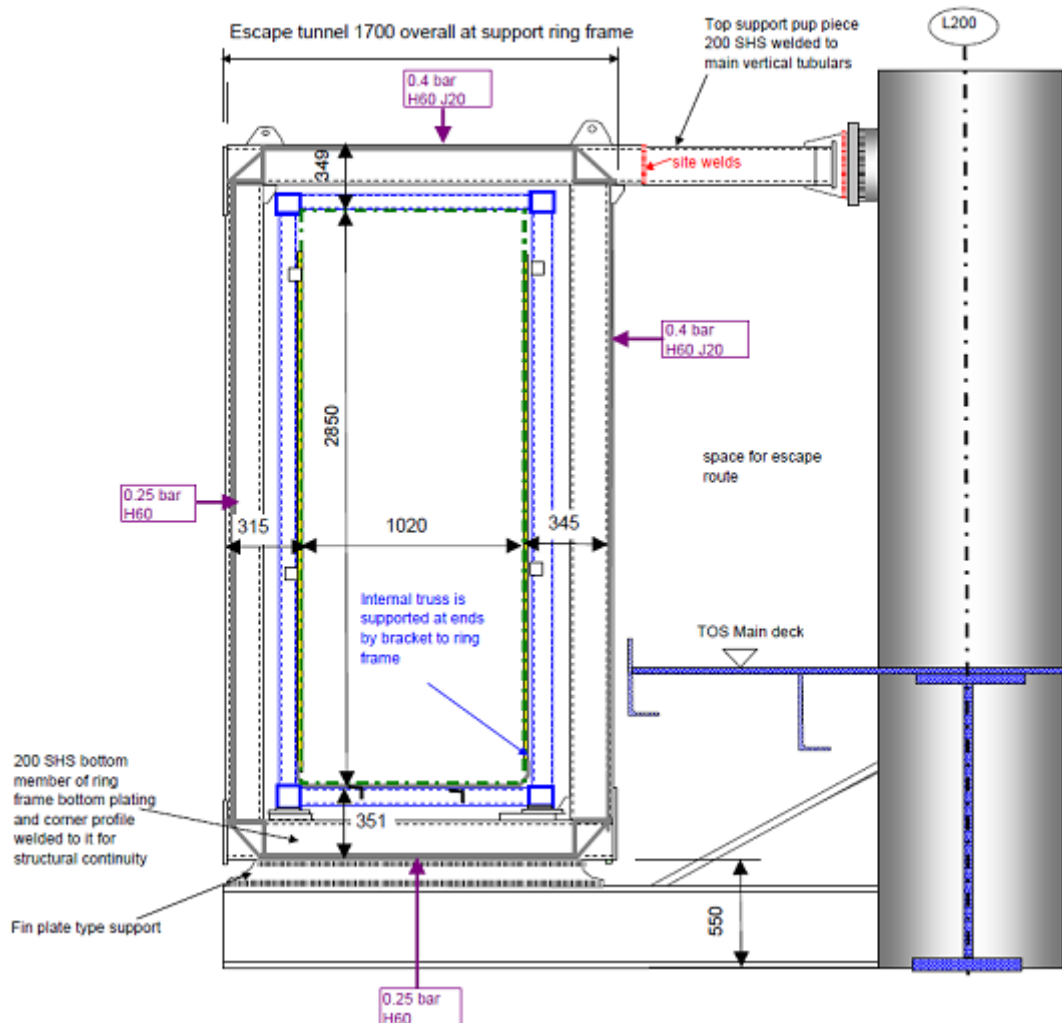 Escape tunnel 1700 overall at support ring frame
Top support pup piece
200 SHS welded to
main vertical tubulars
L200
0.4 bar
H60 J20
349
site welds
0.4 bar
H60 J20
2850
space for escape
route
0.25 bar
H60
315
1020
345
Internal truss is
supported at ends
by bracket to ring
frame
TOS Main deck
200 SHS bottom
member of ring
frame bottom plating
and corner profile
welded to it for
structural continuity
351
Fin plate type support
550
0.25 bar
H60